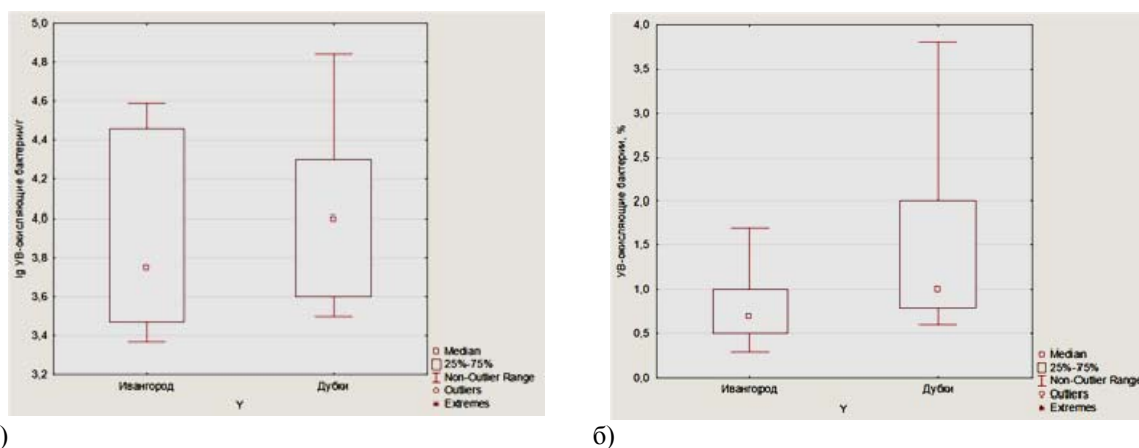 5,0
4,8
4,6
4,4
4,2
4,0
3,8
3,6
3,4
3,2
lg УВ-окисляющие бактерии/г
Ивангород
Дубки
Y
Median
25%-75%
Non-Outlier Range
Outliers
Extremes
)
4,0
3,5
3,0
2,5
2,0
1,5
1,0
0,5
0,0
УВ-окисляющие бактерии, %
Ивангород
Дубки
Y
Median
25%-75%
Non-Outlier Range
Outliers
Extremes
б)